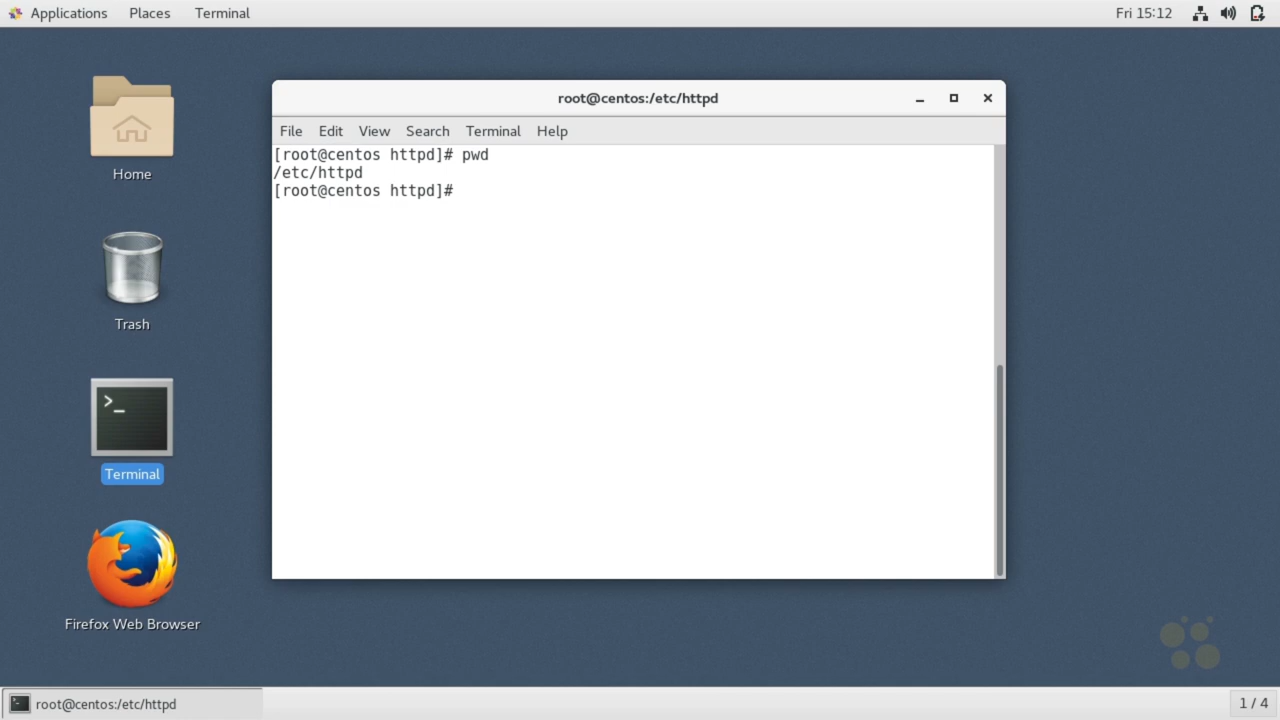 Applications Places Terminal Fri 15:12
Home
Trash
>_
Terminal
Firefox Web Browser
root@centos:/etc/httpd
File Edit View Search Terminal Help
[root@centos httpd]# pwd
/etc/httpd
[root@centos httpd]#
root@centos:/etc/httpd 1 / 4